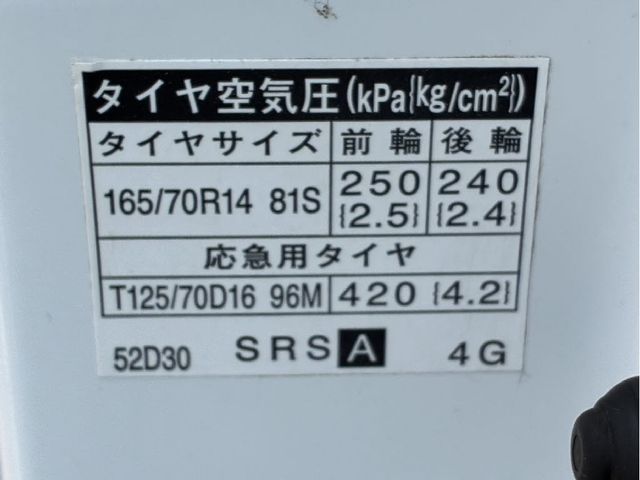 タイヤ空気圧(kPa{kg/cm²})
タイヤサイズ 前輪 後輪
165/70R14 81S 250 {2.5} 240 {2.4}
応急用タイヤ
T125/70D16 96M 420 {4.2}
52D30 SRS A 4G